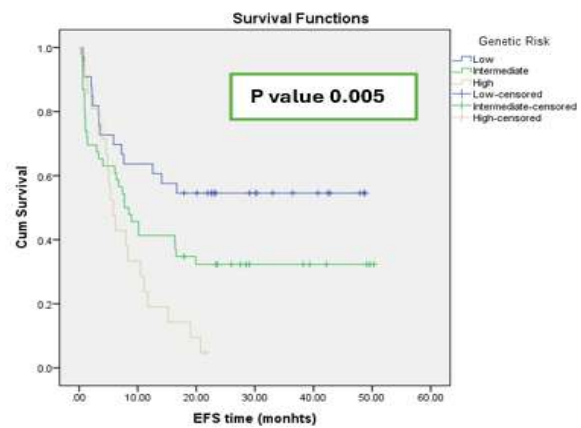 Survival Functions
Genetic Risk
Low
Intermediate
High
Low-censored
Intermediate-censored
High-censored
P value 0.005
Cum Survival
1.0
0.8
0.6
0.4
0.2
0.0
.00 10.00 20.00 30.00 40.00 50.00 60.00
EFS time (monhts)